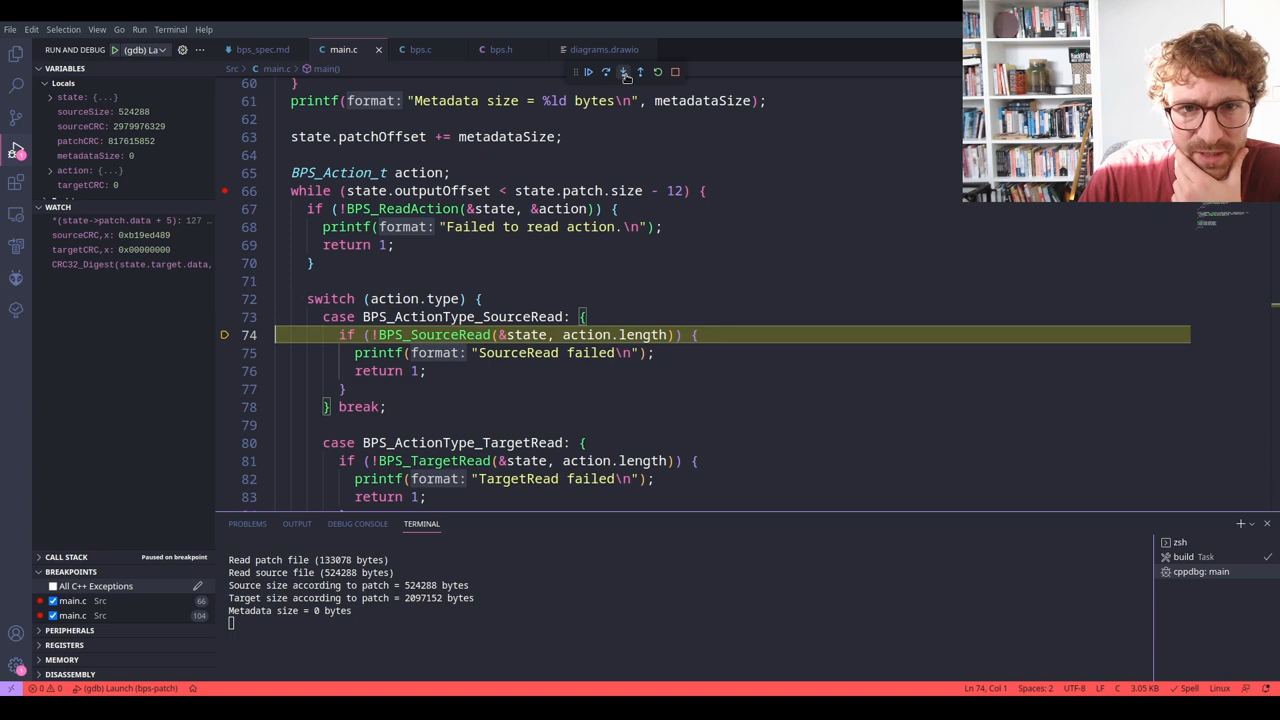 File Edit Selection View Go Run Terminal Help
RUN AND DEBUG (gdb) La
bps_spec.md main.c bps.c bps.h diagrams.drawio
Src > main.c > main()
VARIABLES
Locals
state: {...}
sourceSize: 524288
sourceCRC: 2979976329
patchCRC: 817615852
metadataSize: 0
action: {...}
targetCRC: 0
WATCH
*(state->patch.data + 5): 127 …
sourceCRC,x: 0xb19ed489
targetCRC,x: 0x00000000
CRC32_Digest(state.target.data,
CALL STACK Paused on breakpoint
BREAKPOINTS
All C++ Exceptions
main.c Src 66
main.c Src 104
PERIPHERALS
REGISTERS
MEMORY
DISASSEMBLY
60 }
61 printf(format: "Metadata size = %ld bytes\n", metadataSize);
62
63 state.patchOffset += metadataSize;
64
65 BPS_Action_t action;
66 while (state.outputOffset < state.patch.size - 12) {
67 if (!BPS_ReadAction(&state, &action)) {
68 printf(format: "Failed to read action.\n");
69 return 1;
70 }
71
72 switch (action.type) {
73 case BPS_ActionType_SourceRead: {
74 if (!BPS_SourceRead(&state, action.length)) {
75 printf(format: "SourceRead failed\n");
76 return 1;
77 }
78 } break;
79
80 case BPS_ActionType_TargetRead: {
81 if (!BPS_TargetRead(&state, action.length)) {
82 printf(format: "TargetRead failed\n");
83 return 1;
PROBLEMS OUTPUT DEBUG CONSOLE TERMINAL
Read patch file (133078 bytes)
Read source file (524288 bytes)
Source size according to patch = 524288 bytes
Target size according to patch = 2097152 bytes
Metadata size = 0 bytes
zsh
build Task
cppdbg: main
0 0 (gdb) Launch (bps-patch) Ln 74, Col 1 Spaces: 2 UTF-8 LF C 3.05 KB Spell Linux